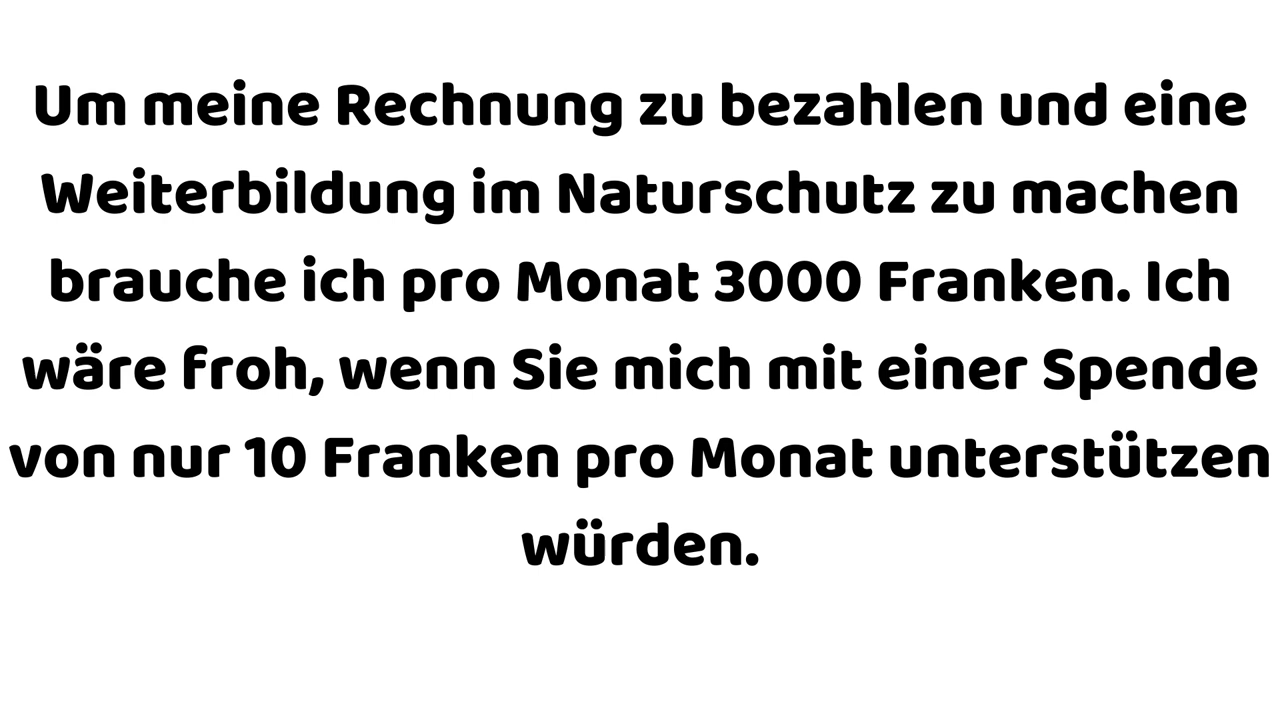 Um meine Rechnung zu bezahlen und eine
Weiterbildung im Naturschutz zu machen
brauche ich pro Monat 3000 Franken. Ich
wäre froh, wenn Sie mich mit einer Spende
von nur 10 Franken pro Monat unterstützen
würden.